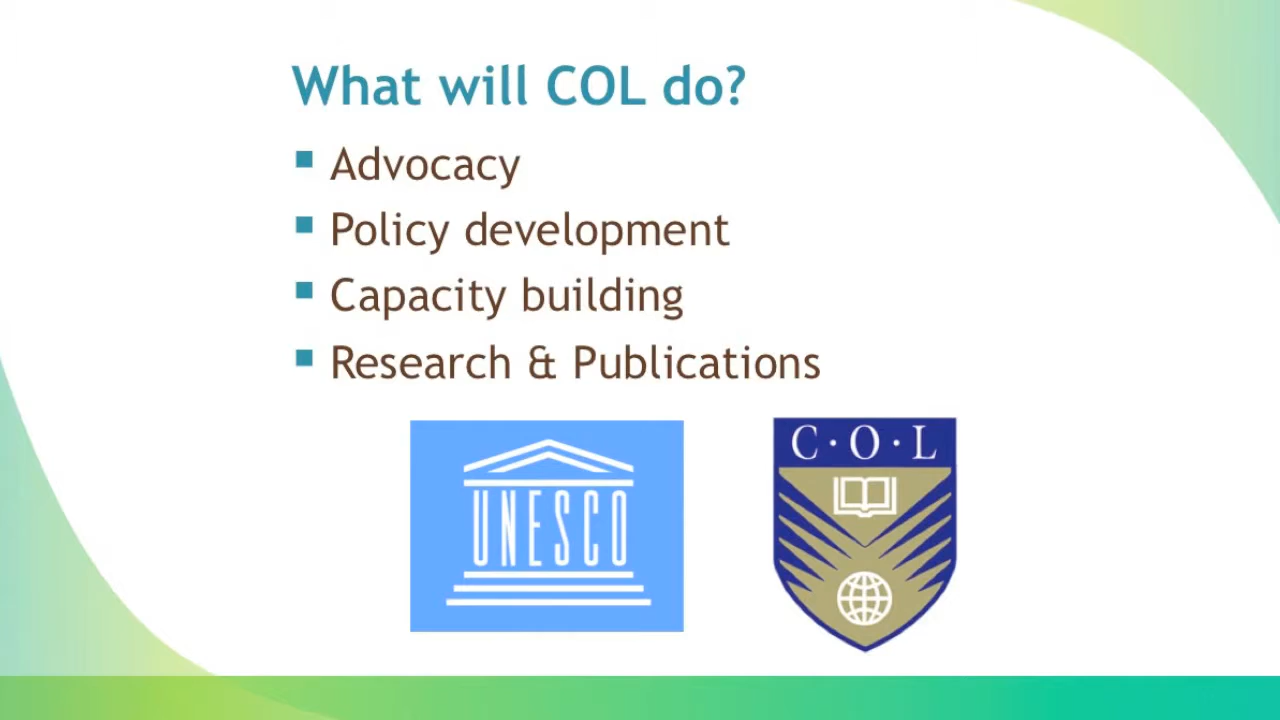 What will COL do?
Advocacy
Policy development
Capacity building
Research & Publications
UNESCO
C·O·L